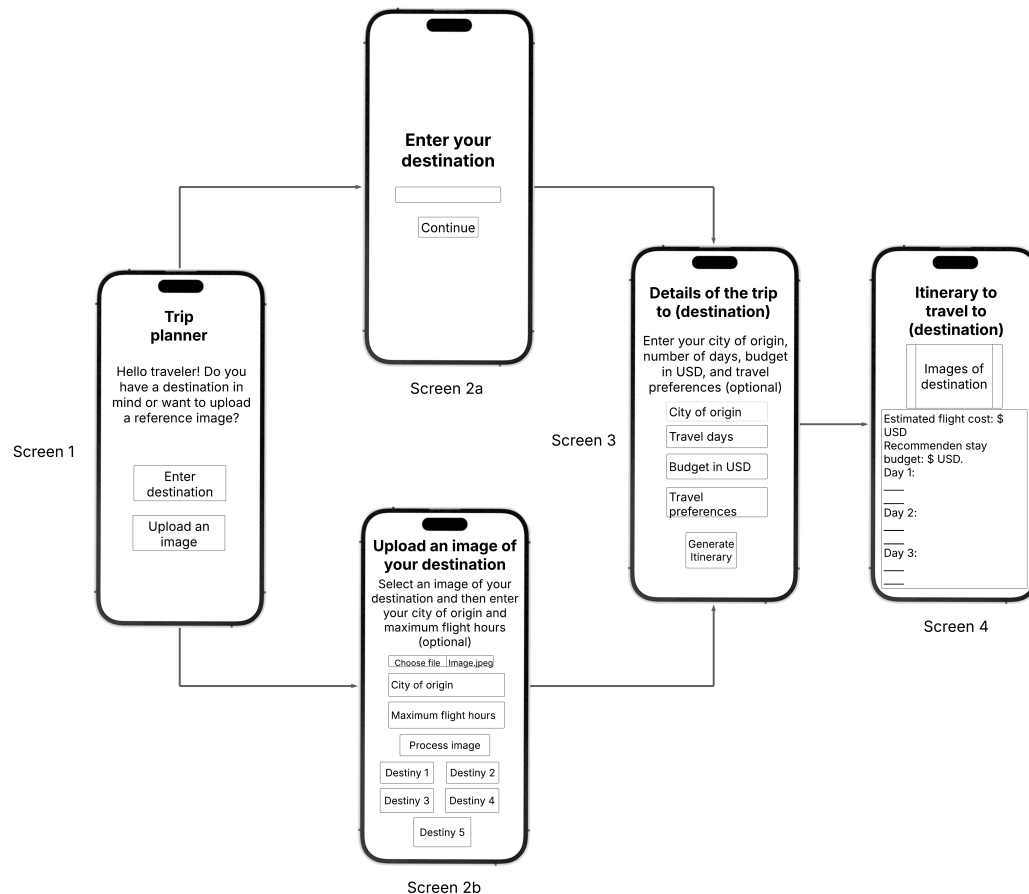 Enter your
destination
Continue
Screen 2a
Trip
planner
Hello traveler! Do you
have a destination in
mind or want to upload
a reference image?
Enter
destination
Upload an
image
Screen 1
Upload an image of
your destination
Select an image of your
destination and then enter
your city of origin and
maximum flight hours
(optional)
Choose file Image.jpeg
City of origin
Maximum flight hours
Process image
Destiny 1 Destiny 2
Destiny 3 Destiny 4
Destiny 5
Screen 2b
Details of the trip
to (destination)
Enter your city of origin,
number of days, budget
in USD, and travel
preferences (optional)
City of origin
Travel days
Budget in USD
Travel
preferences
Generate
Itinerary
Screen 3
Itinerary to
travel to
(destination)
Images of
destination
Estimated flight cost: $
USD
Recommenden stay
budget: $ USD.
Day 1:
Day 2:
Day 3:
Screen 4